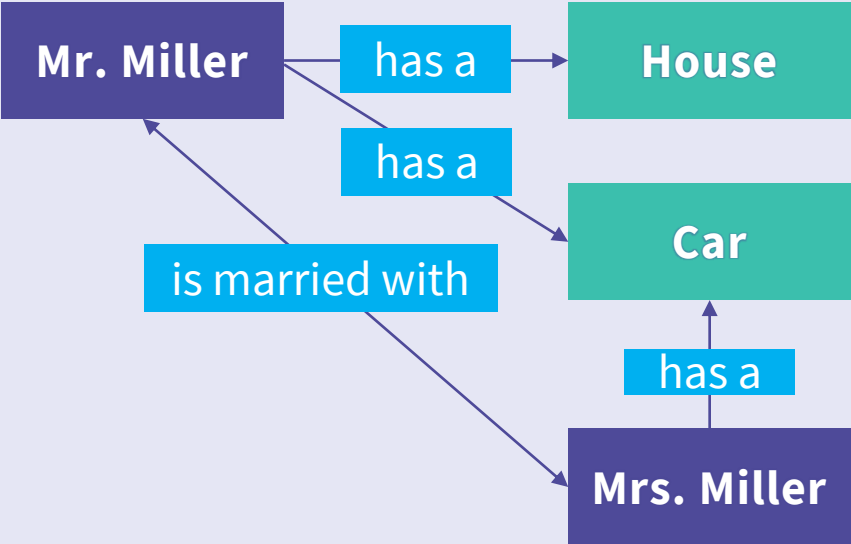 Mr. Miller
has a
House
has a
Car
is married with
has a
Mrs. Miller